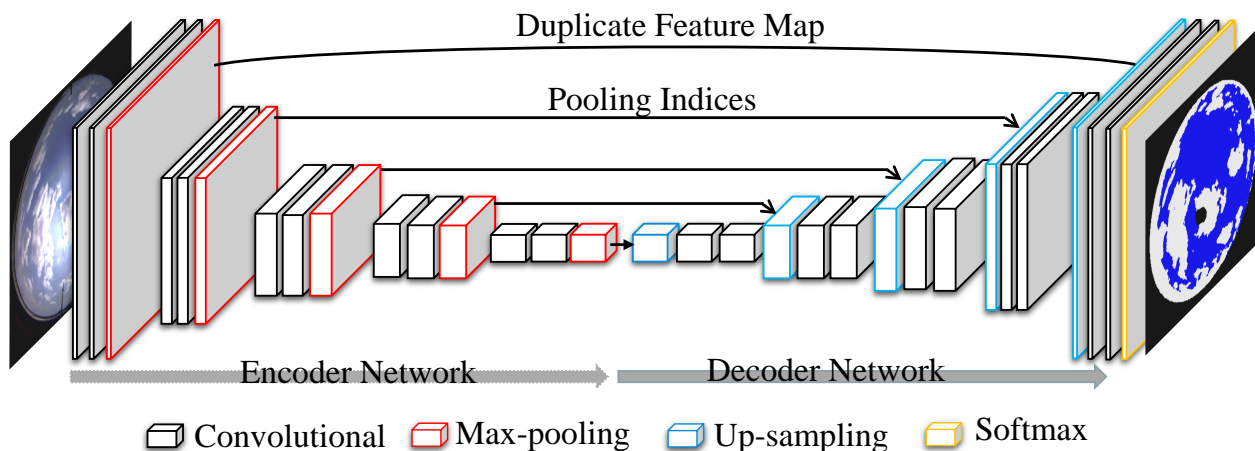 Duplicate Feature Map
Pooling Indices
Encoder Network
Decoder Network
Convolutional
Max-pooling
Up-sampling
Softmax